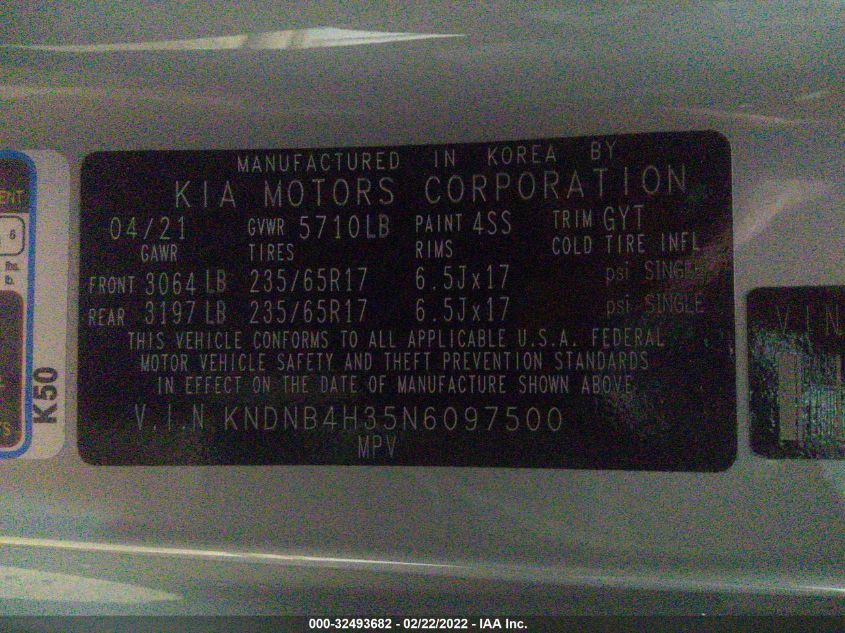 MANUFACTURED IN KOREA BY
KIA MOTORS CORPORATION
04/21 GVWR 5710LB PAINT 4SS TRIM GYT
GAWR TIRES RIMS COLD TIRE INFL
FRONT 3064 LB 235/65R17 6.5Jx17 psi SINGLE
REAR 3197 LB 235/65R17 6.5Jx17 psi SINGLE
THIS VEHICLE CONFORMS TO ALL APPLICABLE U.S.A. FEDERAL
MOTOR VEHICLE SAFETY AND THEFT PREVENTION STANDARDS
IN EFFECT ON THE DATE OF MANUFACTURE SHOWN ABOVE
V.I.N KNDNB4H35N6097500
MPV
K50
V.I.N
000-32493682 - 02/22/2022 - IAA Inc.